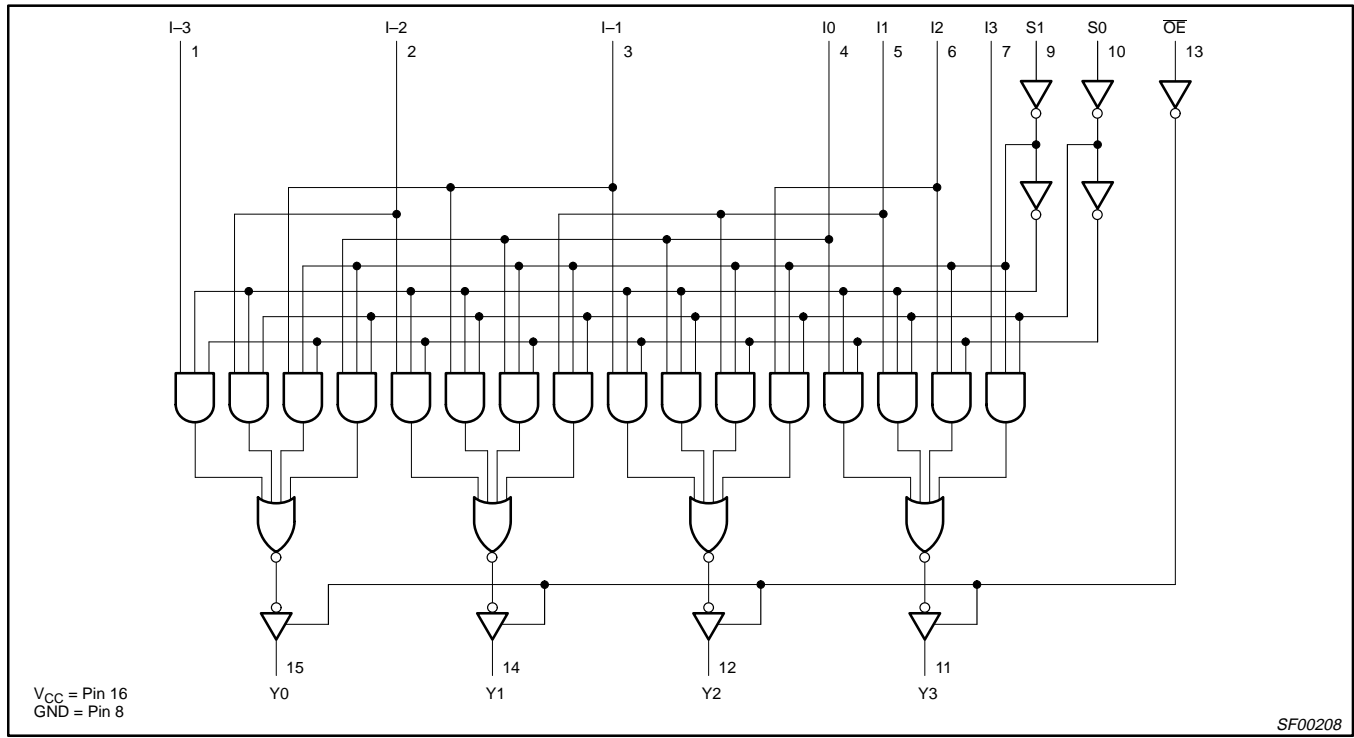 I–3 I–2 I–1 I0 I1 I2 I3 S1 S0 OE
1 2 3 4 5 6 7 9 10 13
15 14 12 11
Y0 Y1 Y2 Y3
VCC = Pin 16
GND = Pin 8
SF00208